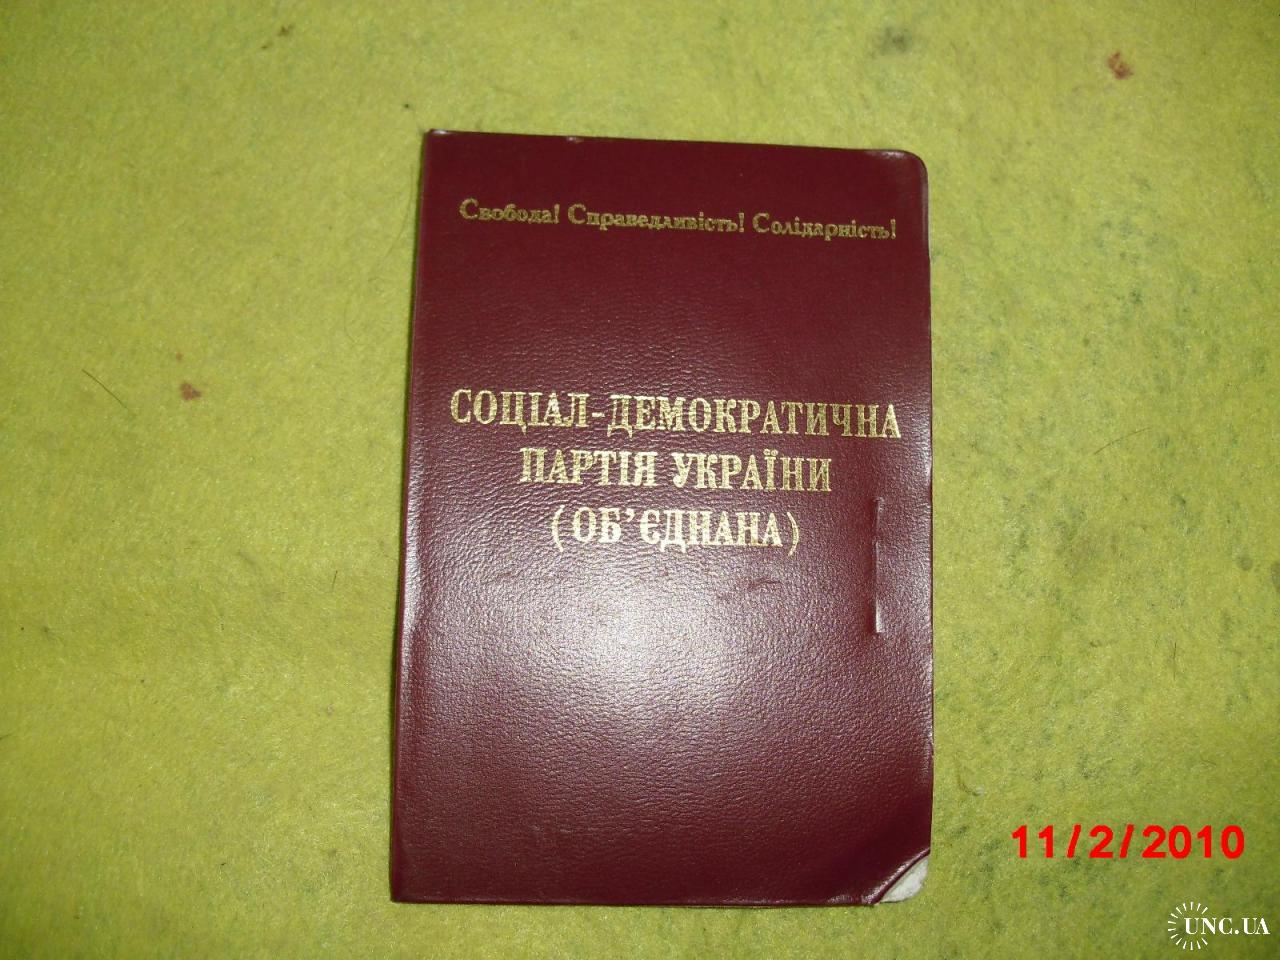 Свобода! Справедливість! Солідарність!
СОЦІАЛ-ДЕМОКРАТИЧНА
ПАРТІЯ УКРАЇНИ
(ОБ’ЄДНАНА)
11/2/2010
UNC.UA